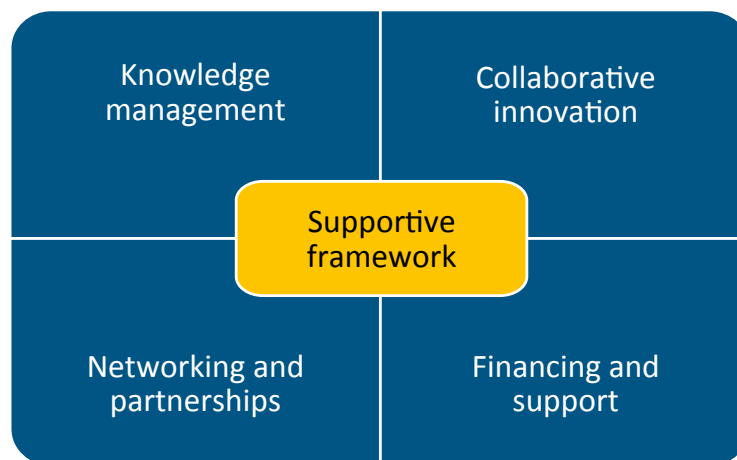 Knowledge
management
Collaborative
innovation
Supportive
framework
Networking and
partnerships
Financing and
support